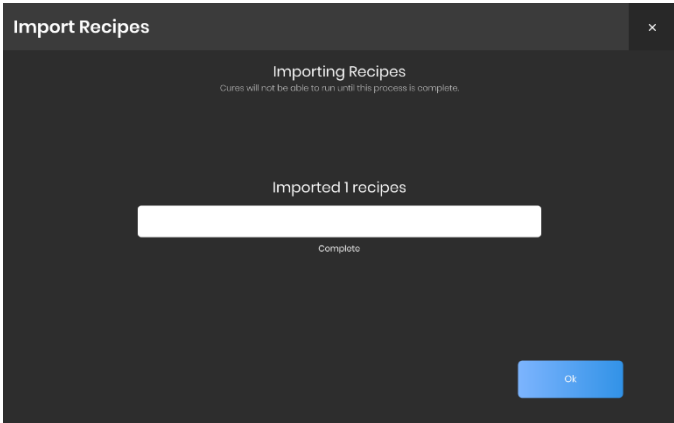 Import Recipes
×
Importing Recipes
Cures will not be able to run until this process is complete.
Imported 1 recipes
Complete
Ok